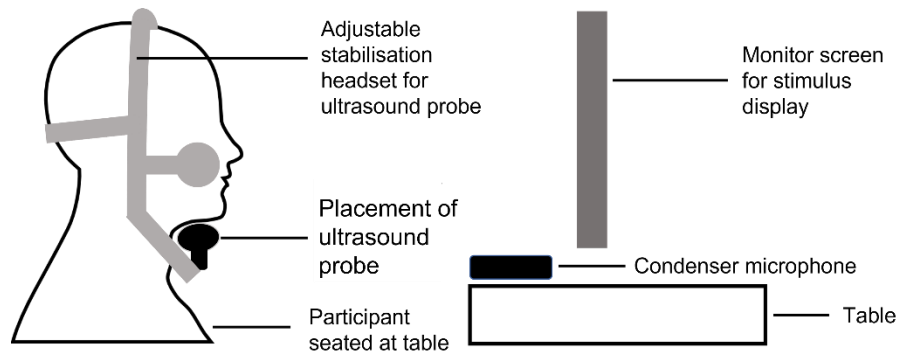 Adjustable
stabilisation
headset for
ultrasound probe
Placement of
ultrasound
probe
Participant
seated at table
Monitor screen
for stimulus
display
Condenser microphone
Table